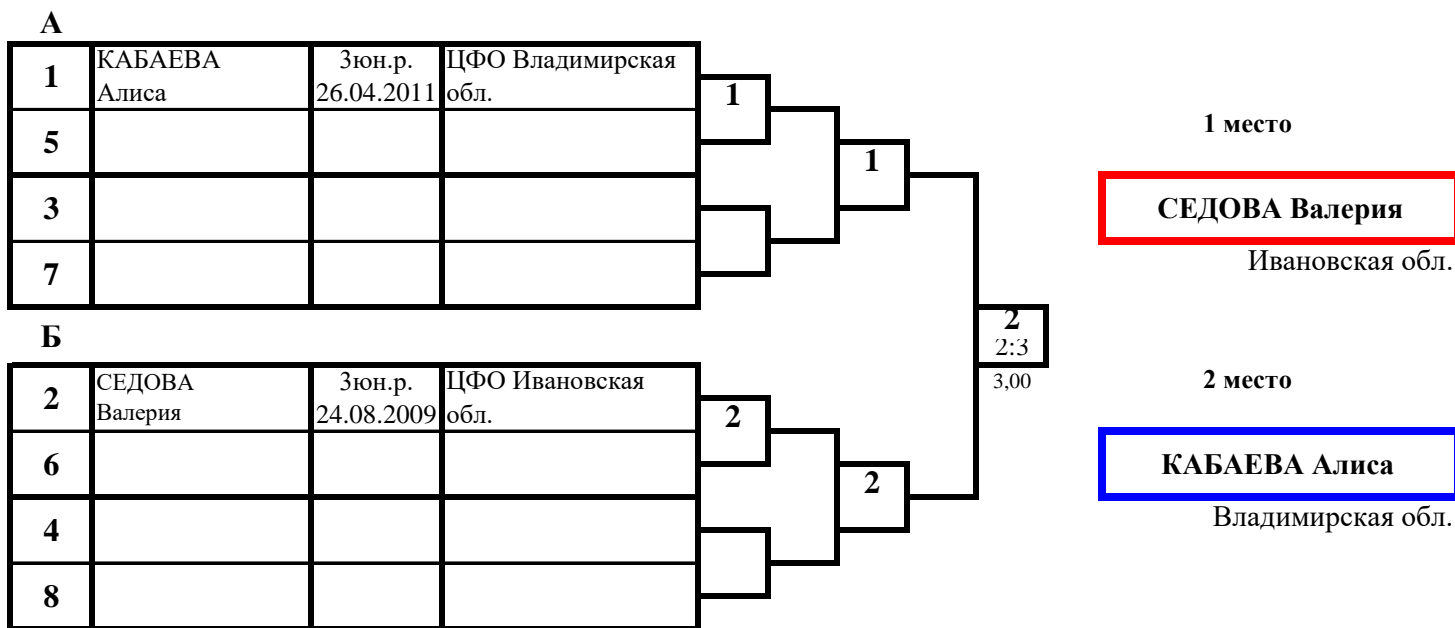 А
1 КАБАЕВА 3юн.р. ЦФО Владимирская
Алиса 26.04.2011 обл.
1
5
1
3
7
Б
2 СЕДОВА 3юн.р. ЦФО Ивановская
Валерия 24.08.2009 обл.
2
6
2
4
8
2
2:3
3,00
1 место
СЕДОВА Валерия
Ивановская обл.
2 место
КАБАЕВА Алиса
Владимирская обл.